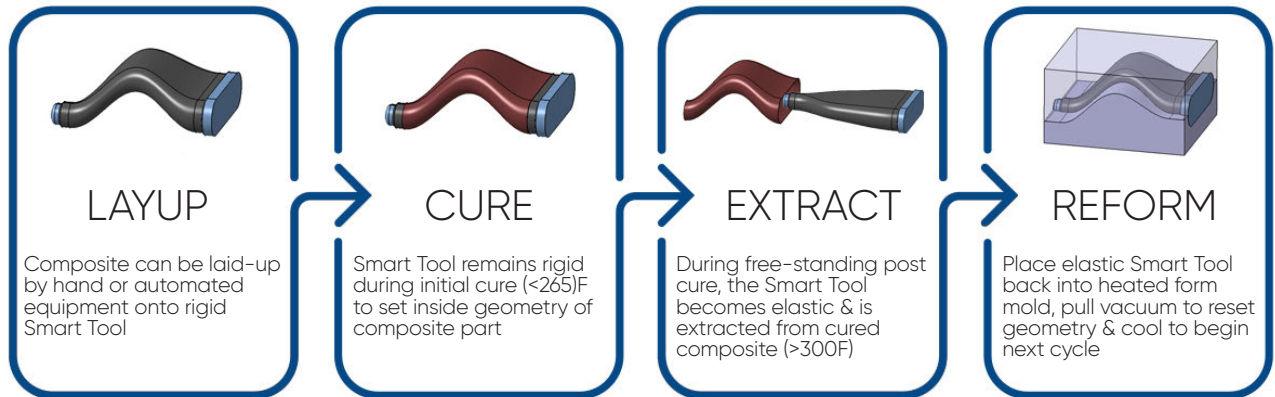 LAYUP
Composite can be laid-up
by hand or automated
equipment onto rigid
Smart Tool
CURE
Smart Tool remains rigid
during initial cure (<265)F
to set inside geometry of
composite part
EXTRACT
During free-standing post
cure, the Smart Tool
becomes elastic & is
extracted from cured
composite (>300F)
REFORM
Place elastic Smart Tool
back into heated form
mold, pull vacuum to reset
geometry & cool to begin
next cycle